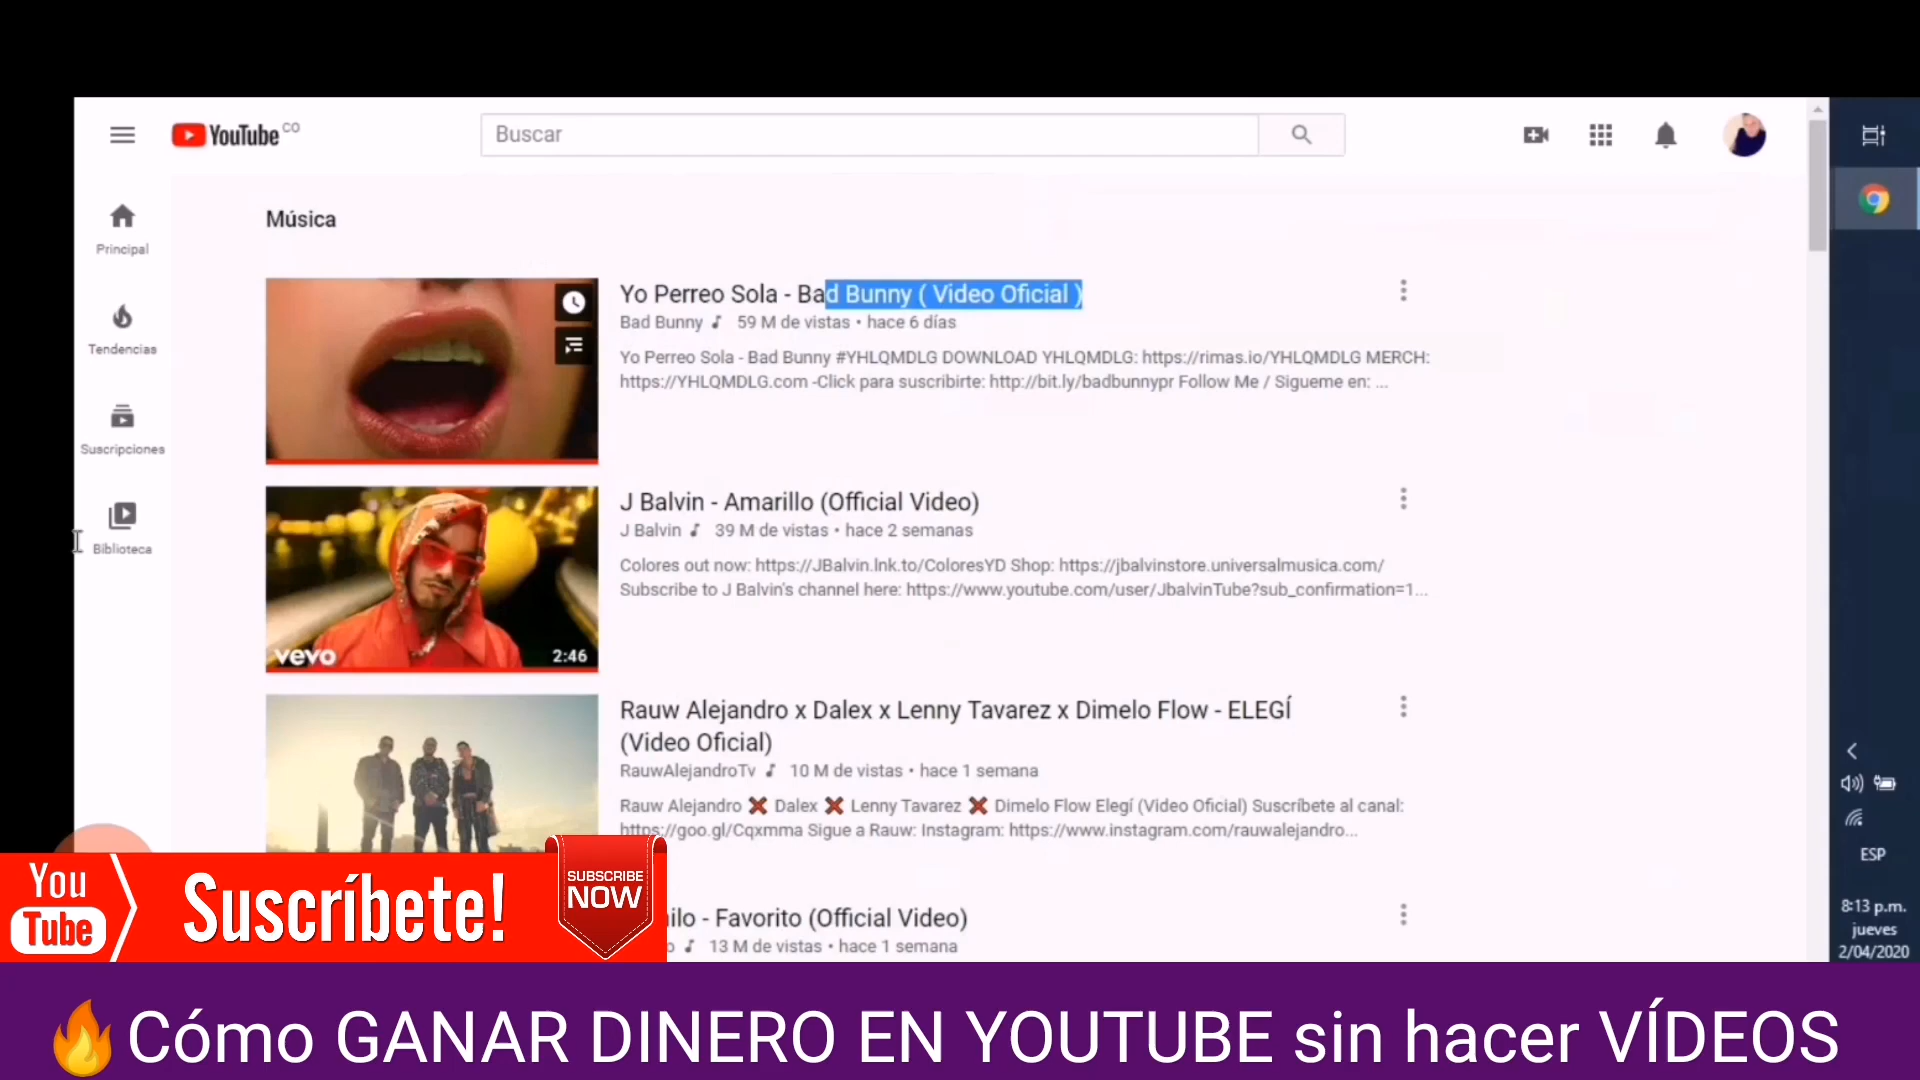 YouTube CO
Buscar
Principal
Tendencias
Suscripciones
Biblioteca
Música
Yo Perreo Sola - Bad Bunny ( Video Oficial )
Bad Bunny 59 M de vistas • hace 6 días
Yo Perreo Sola - Bad Bunny #YHLQMDLG DOWNLOAD YHLQMDLG: https://rimas.io/YHLQMDLG MERCH:
https://YHLQMDLG.com -Click para suscribirte: http://bit.ly/badbunnypr Follow Me / Sigueme en: ...
vevo
2:46
J Balvin - Amarillo (Official Video)
J Balvin 39 M de vistas • hace 2 semanas
Colores out now: https://JBalvin.lnk.to/ColoresYD Shop: https://jbalvinstore.universalmusica.com/
Subscribe to J Balvin's channel here: https://www.youtube.com/user/JbalvinTube?sub_confirmation=1...
Rauw Alejandro x Dalex x Lenny Tavarez x Dimelo Flow - ELEGÍ
(Video Oficial)
RauwAlejandroTv 10 M de vistas • hace 1 semana
Rauw Alejandro ❌ Dalex ❌ Lenny Tavarez ❌ Dimelo Flow Elegí (Video Oficial) Suscríbete al canal:
https://goo.gl/Cqxmma Sigue a Rauw: Instagram: https://www.instagram.com/rauwalejandro...
ilo - Favorito (Official Video)
13 M de vistas • hace 1 semana
ESP
8:13 p.m.
jueves
2/04/2020
You
Tube
Suscríbete!
SUBSCRIBE
NOW
🔥Cómo GANAR DINERO EN YOUTUBE sin hacer VÍDEOS